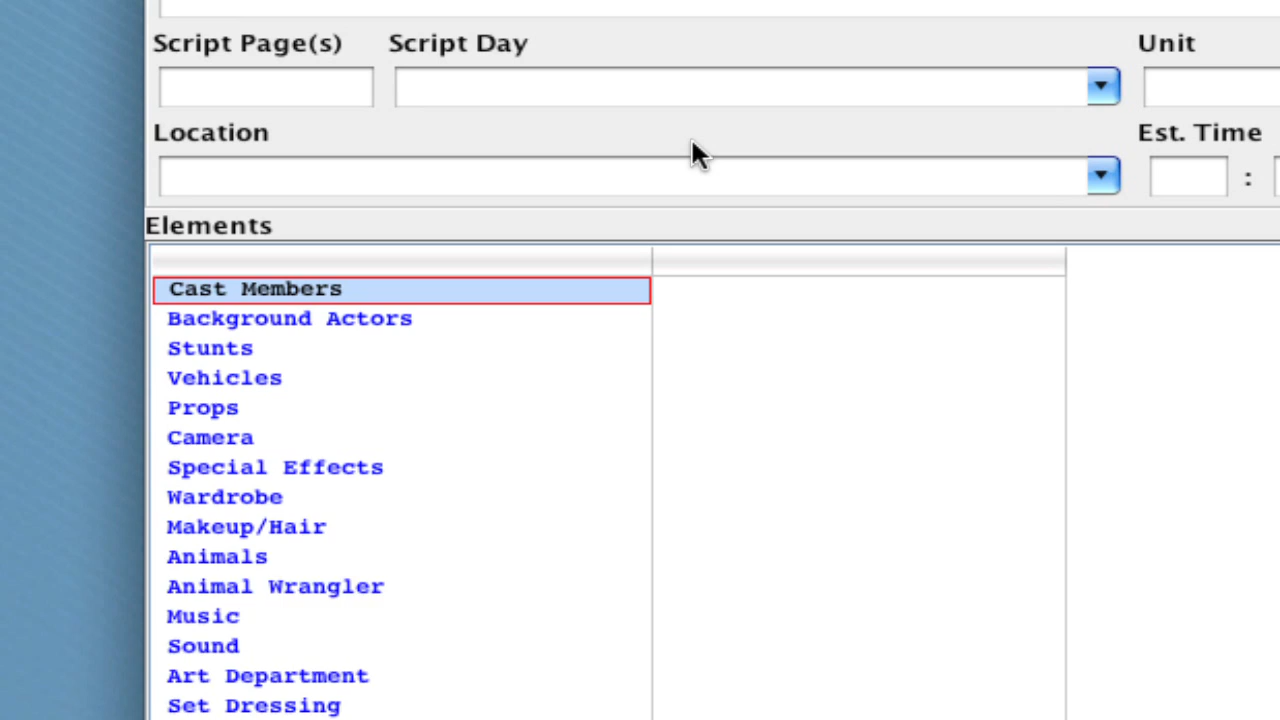 Script Page(s) Script Day Unit
Location Est. Time
:
Elements
Cast Members
Background Actors
Stunts
Vehicles
Props
Camera
Special Effects
Wardrobe
Makeup/Hair
Animals
Animal Wrangler
Music
Sound
Art Department
Set Dressing